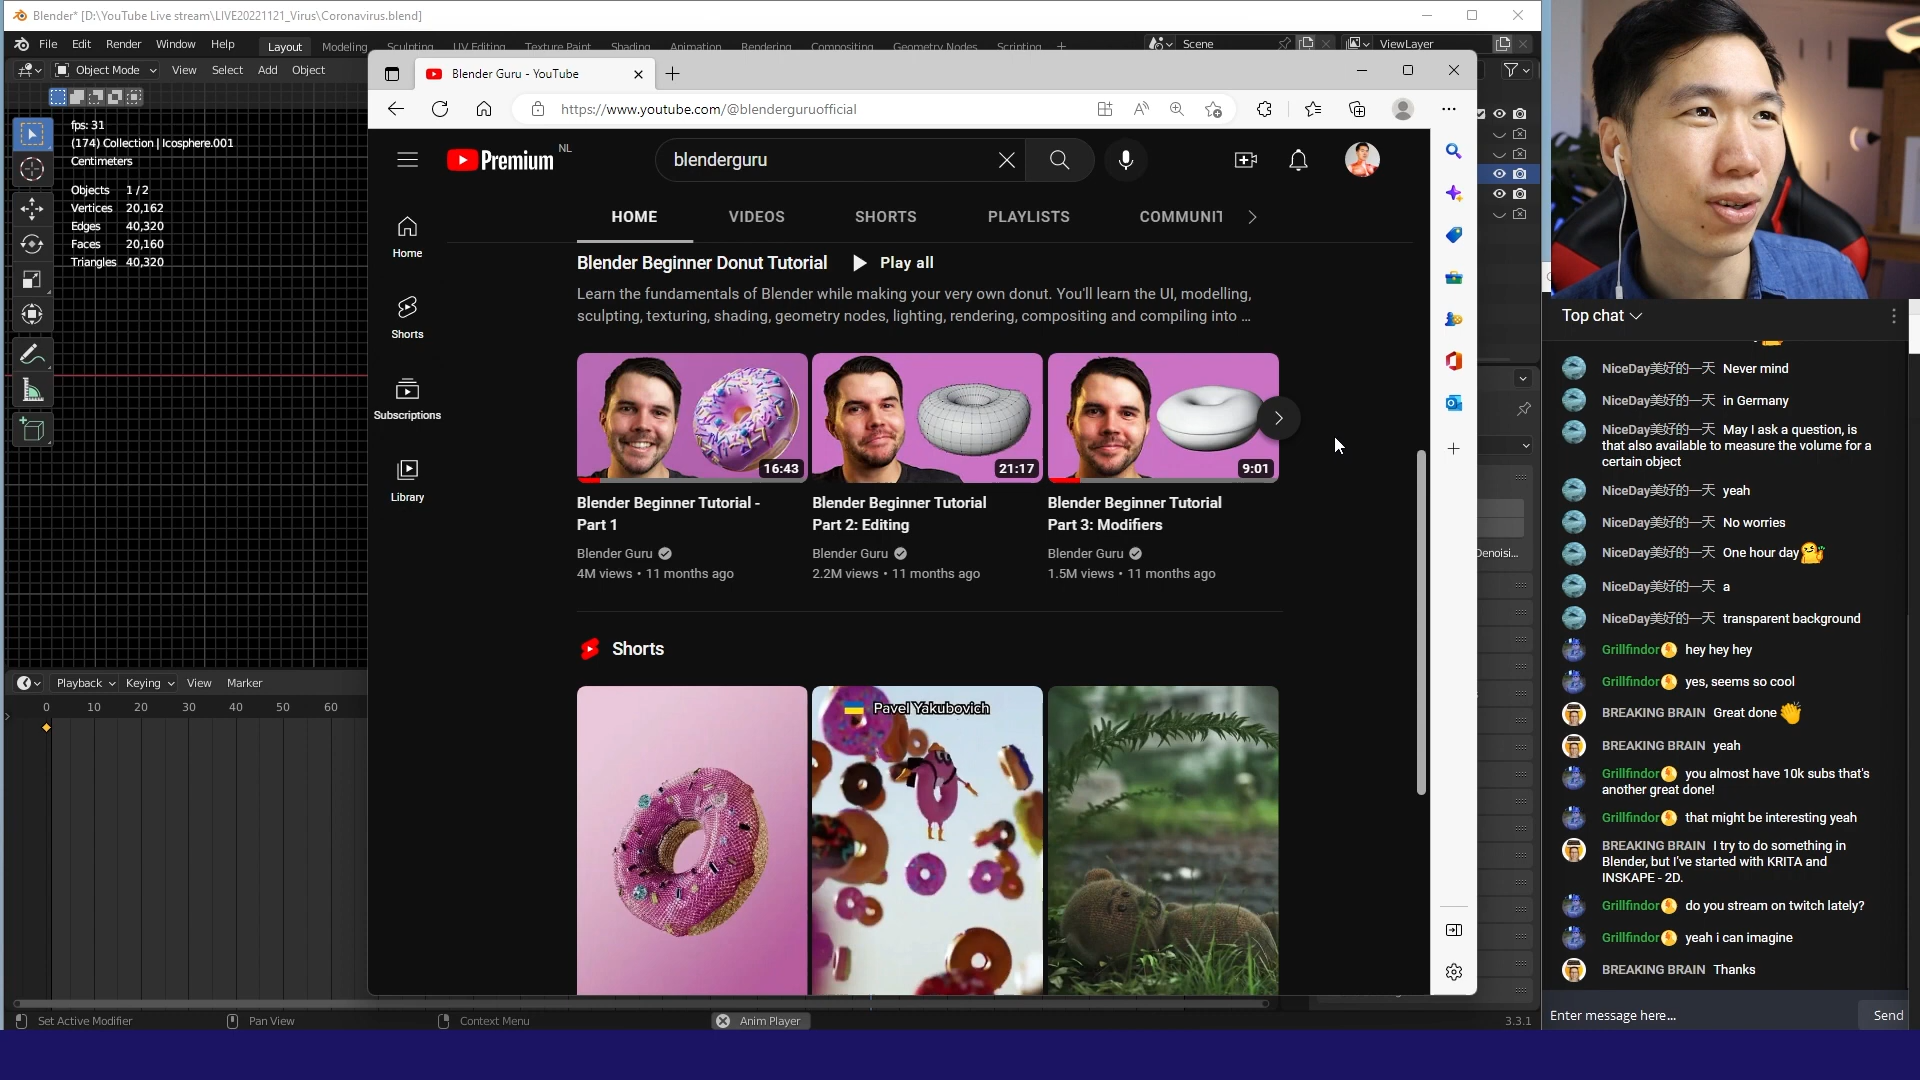 Blender* [D:\YouTube Live stream\LIVE20221121_Virus\Coronavirus.blend]
File Edit Render Window Help Layout Modeling Sculpting UV Editing Texture Paint Shading Animation Rendering Compositing Geometry Nodes Scripting + Scene ViewLayer
Object Mode View Select Add Object
Blender Guru - YouTube
https://www.youtube.com/@blenderguruofficial
fps: 31
(174) Collection | Icosphere.001
Centimeters
Objects 1 / 2
Vertices 20,162
Edges 40,320
Faces 20,160
Triangles 40,320
Playback Keying View Marker
0 10 20 30 40 50 60
Premium NL
blenderguru
Home
Shorts
Subscriptions
Library
HOME VIDEOS SHORTS PLAYLISTS COMMUNIT
Blender Beginner Donut Tutorial Play all
Learn the fundamentals of Blender while making your very own donut. You'll learn the UI, modelling,
sculpting, texturing, shading, geometry nodes, lighting, rendering, compositing and compiling into ...
16:43
21:17
9:01
Blender Beginner Tutorial -
Part 1
Blender Guru
4M views • 11 months ago
Blender Beginner Tutorial
Part 2: Editing
Blender Guru
2.2M views • 11 months ago
Blender Beginner Tutorial
Part 3: Modifiers
Blender Guru
1.5M views • 11 months ago
Shorts
Pavel Yakubovich
Denoisi...
Top chat
NiceDay美好的一天 Never mind
NiceDay美好的一天 in Germany
NiceDay美好的一天 May I ask a question, is
that also available to measure the volume for a
certain object
NiceDay美好的一天 yeah
NiceDay美好的一天 No worries
NiceDay美好的一天 One hour day
NiceDay美好的一天 a
NiceDay美好的一天 transparent background
Grillfindor hey hey hey
Grillfindor yes, seems so cool
BREAKING BRAIN Great done
BREAKING BRAIN yeah
Grillfindor you almost have 10k subs that's
another great done!
Grillfindor that might be interesting yeah
BREAKING BRAIN I try to do something in
Blender, but I've started with KRITA and
INSKAPE - 2D.
Grillfindor do you stream on twitch lately?
Grillfindor yeah i can imagine
BREAKING BRAIN Thanks
Enter message here... Send
Set Active Modifier Pan View Context Menu Anim Player 3.3.1